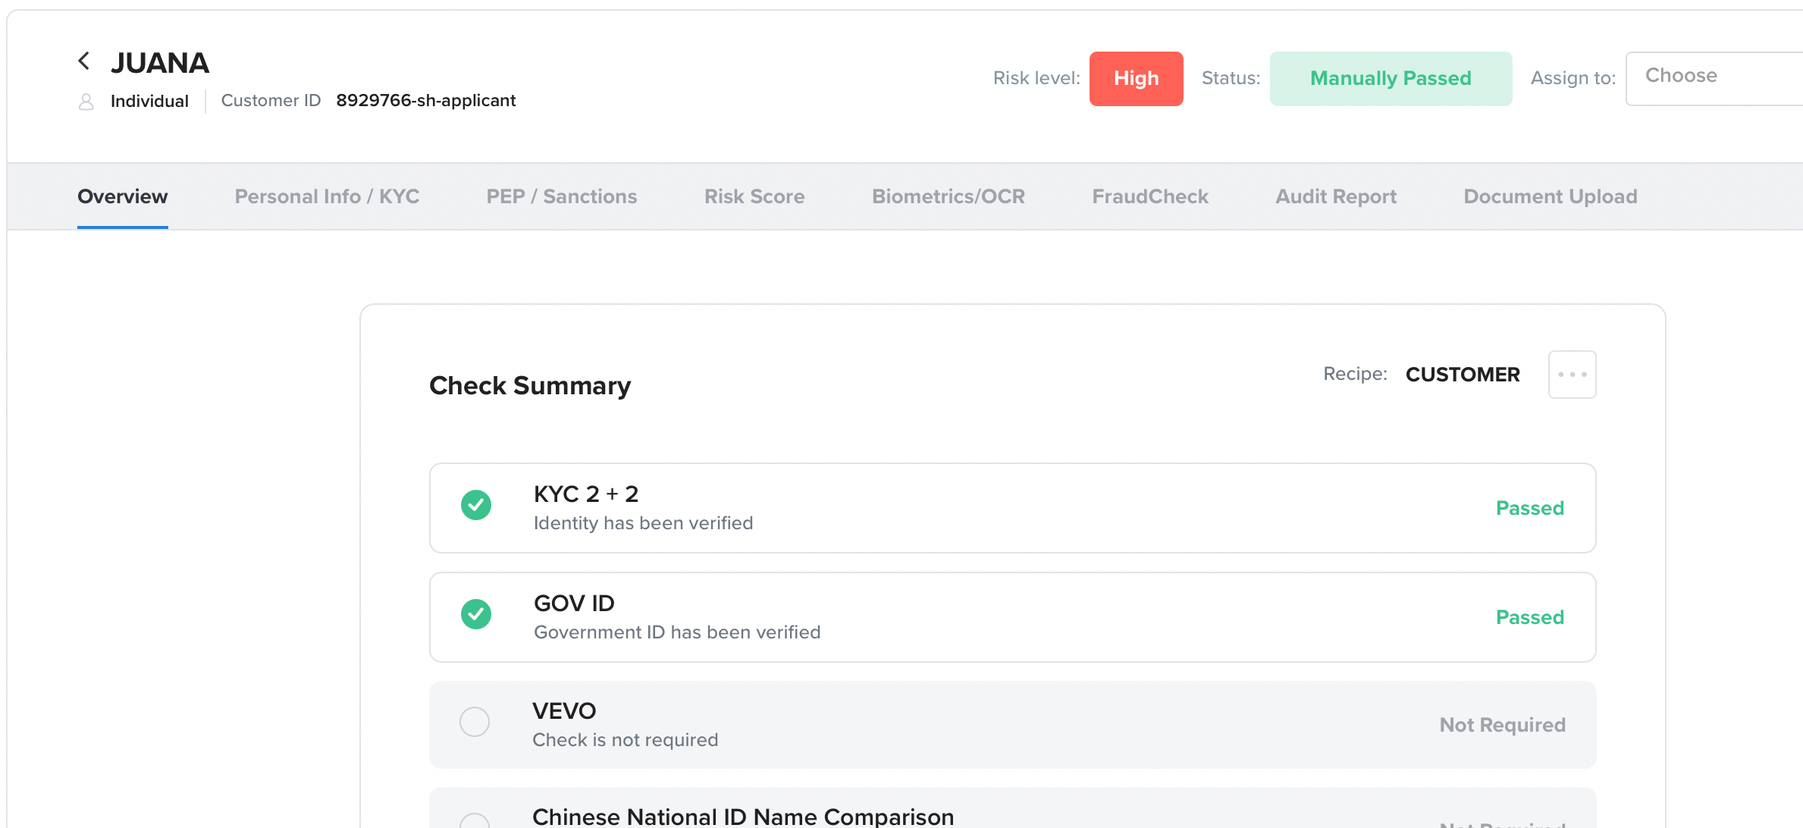 JUANA
Individual Customer ID 8929766-sh-applicant
Risk level: High Status: Manually Passed Assign to: Choose
Overview Personal Info / KYC PEP / Sanctions Risk Score Biometrics/OCR FraudCheck Audit Report Document Upload
Check Summary
Recipe: CUSTOMER
KYC 2 + 2
Identity has been verified
Passed
GOV ID
Government ID has been verified
Passed
VEVO
Check is not required
Not Required
Chinese National ID Name Comparison
Not Required